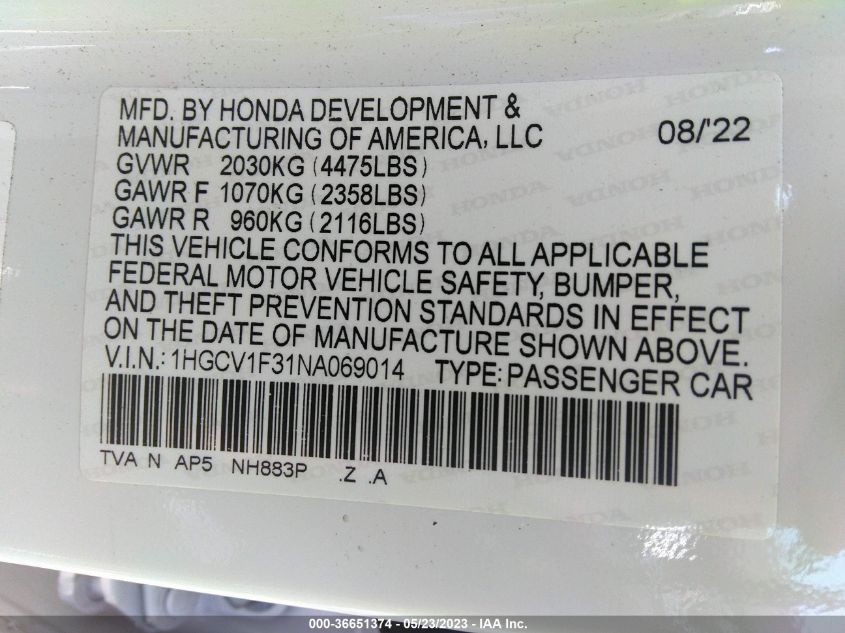 MFD. BY HONDA DEVELOPMENT &
MANUFACTURING OF AMERICA, LLC 08/'22
GVWR 2030KG (4475LBS)
GAWR F 1070KG (2358LBS)
GAWR R 960KG (2116LBS)
THIS VEHICLE CONFORMS TO ALL APPLICABLE
FEDERAL MOTOR VEHICLE SAFETY, BUMPER,
AND THEFT PREVENTION STANDARDS IN EFFECT
ON THE DATE OF MANUFACTURE SHOWN ABOVE.
V.I.N.: 1HGCV1F31NA069014 TYPE: PASSENGER CAR
TVA N AP5 NH883P .Z .A
000-36651374 - 05/23/2023 - IAA Inc.